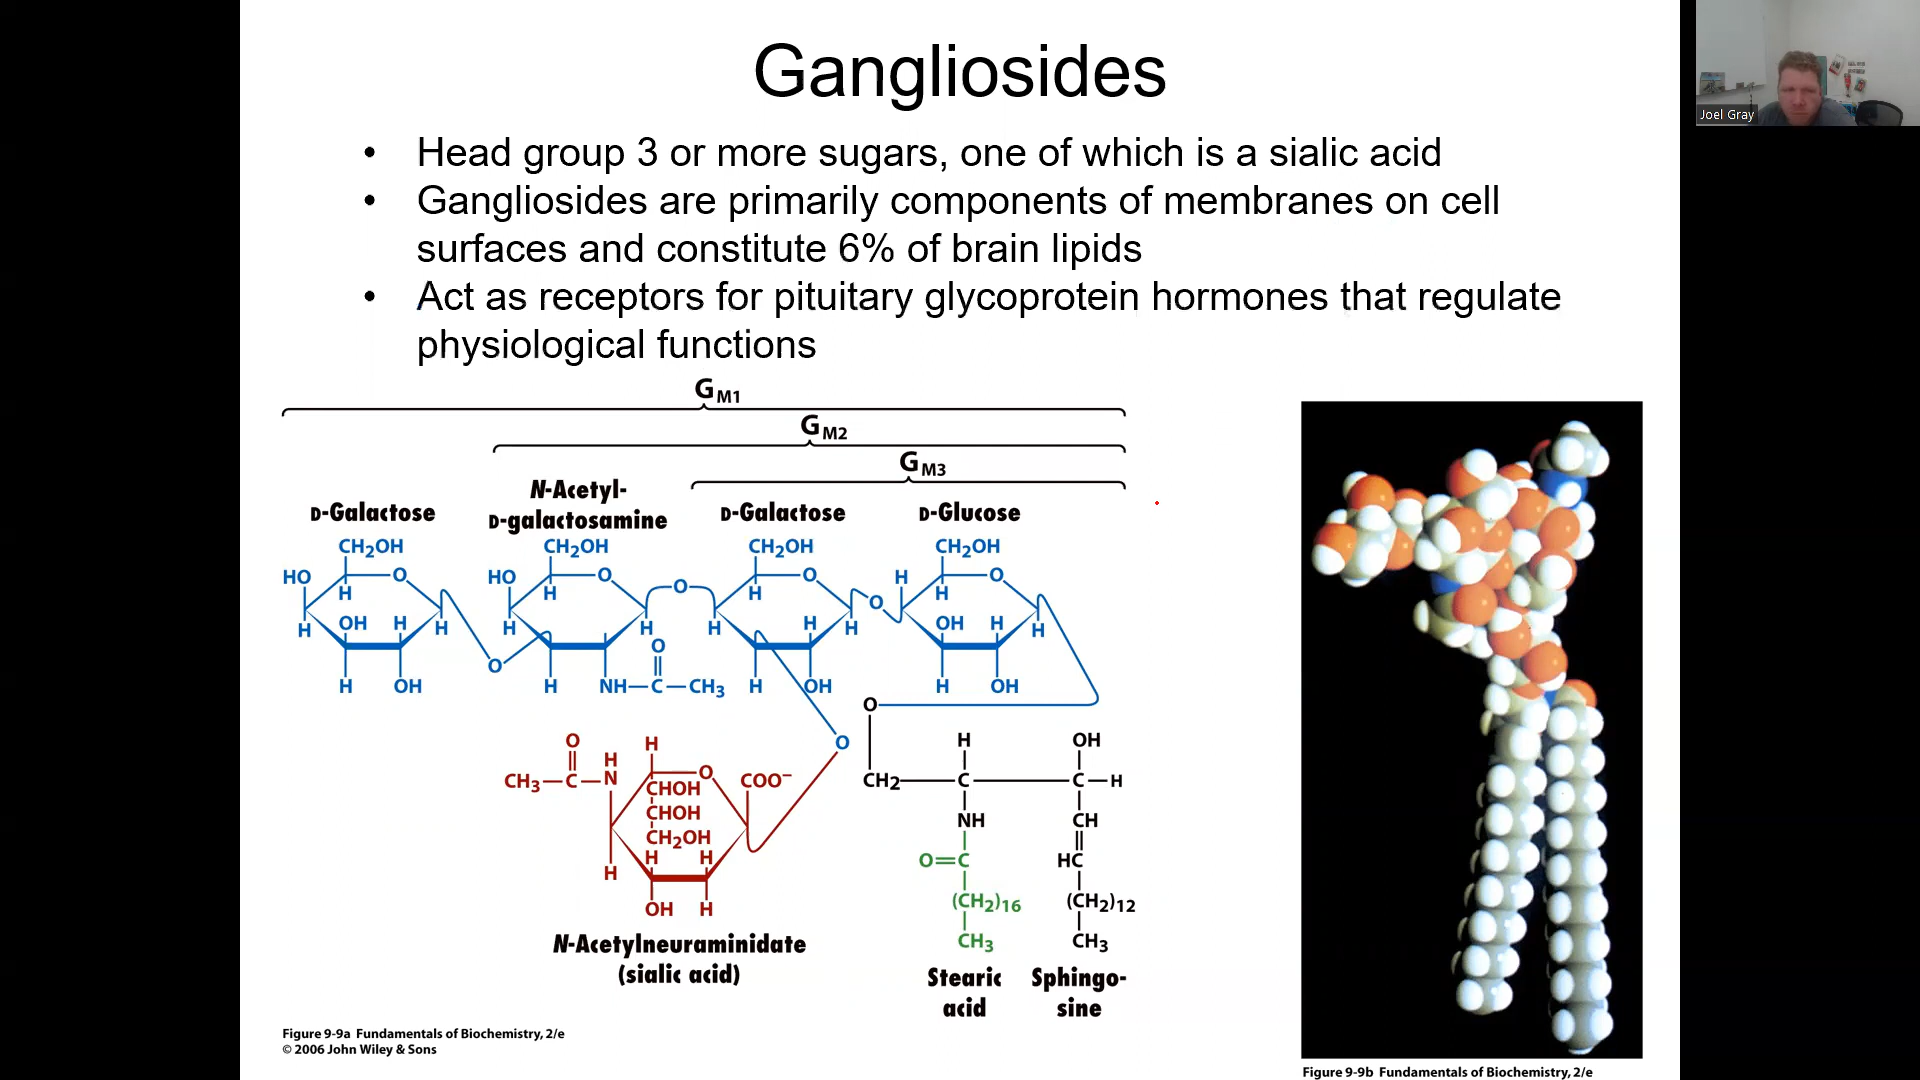 Gangliosides
• Head group 3 or more sugars, one of which is a sialic acid
• Gangliosides are primarily components of membranes on cell
surfaces and constitute 6% of brain lipids
• Act as receptors for pituitary glycoprotein hormones that regulate
physiological functions
Joel Gray
GM1
GM2
GM3
D-Galactose
N-Acetyl-
D-galactosamine
D-Galactose
D-Glucose
CH2OH CH2OH CH2OH CH2OH
HO O HO O O H O
H H H H
O O
OH H OH H OH H
H H H H H H H
O
O
H OH H NH—C—CH3 H OH H OH
O
O H H O H OH
CH3—C—N O COO− CH2 C C—H
CHOH
CHOH
CH2OH
NH CH
H H
H O=C HC
OH H (CH2)16 (CH2)12
CH3 CH3
N-Acetylneuraminidate
(sialic acid)
Stearic
acid
Sphingo-
sine
Figure 9-9a Fundamentals of Biochemistry, 2/e
© 2006 John Wiley & Sons
Figure 9-9b Fundamentals of Biochemistry, 2/e